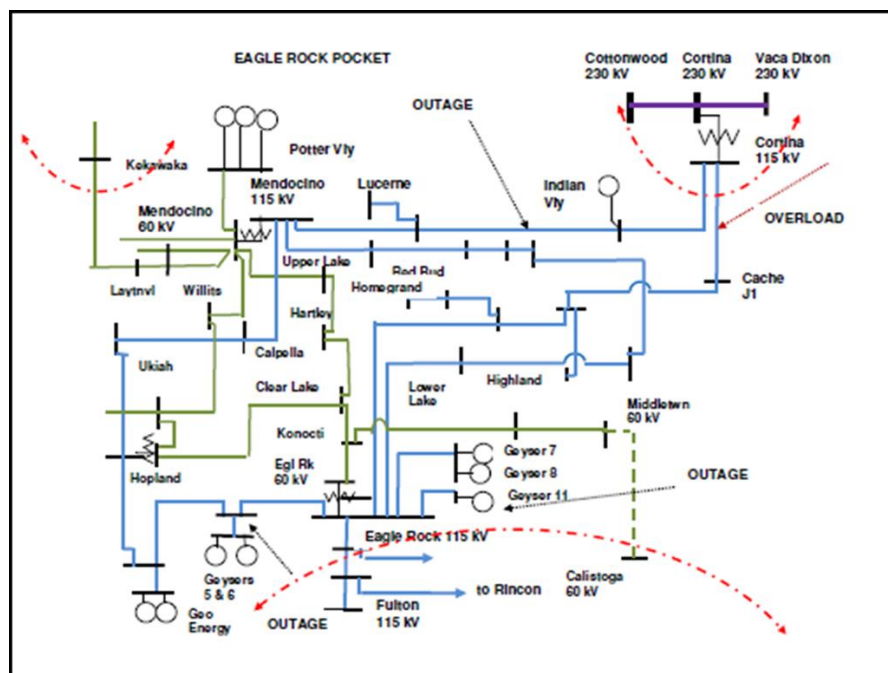 EAGLE ROCK POCKET
Cottonwood
230 kV
Cortina
230 kV
Vaca Dixon
230 kV
OUTAGE
Kekawaka
Potter Vly
Cortina
115 kV
Mendocino
115 kV
Lucerne
Indian
Vly
OVERLOAD
Mendocino
60 kV
Upper Lake
Red Bud
Homegrand
Cache
J1
Laytnvl
Willits
Hartley
Ukiah
Calpella
Clear Lake
Lower
Lake
Highland
Middletwn
60 kV
Konocti
Egl Rk
60 kV
Hopland
Geyser 7
Geyser 8
Geyser 11
OUTAGE
Eagle Rock 115 kV
Geysers
5 & 6
Geo
Energy
OUTAGE
Fulton
115 kV
to Rincon
Calistoga
60 kV